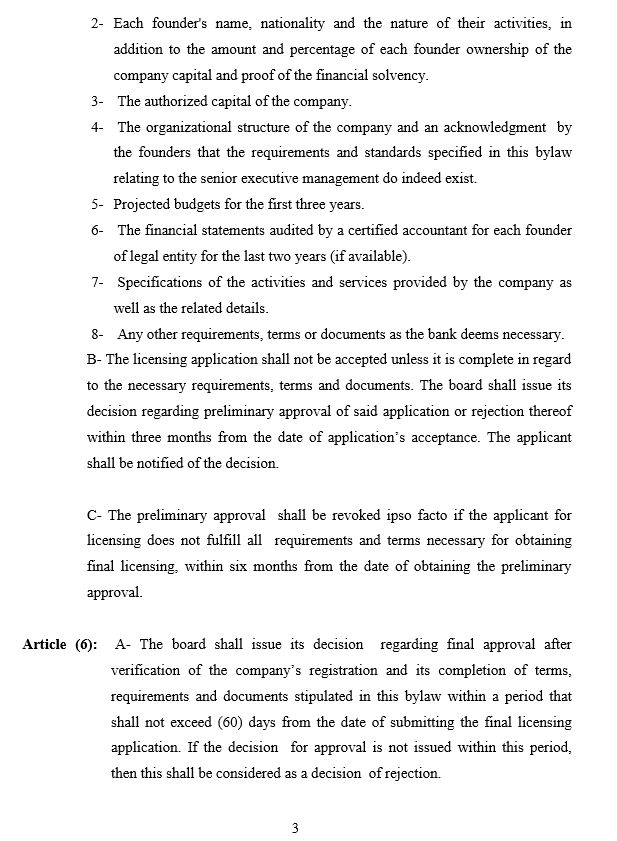 2- Each founder's name, nationality and the nature of their activities, in
addition to the amount and percentage of each founder ownership of the
company capital and proof of the financial solvency.
3- The authorized capital of the company.
4- The organizational structure of the company and an acknowledgment by
the founders that the requirements and standards specified in this bylaw
relating to the senior executive management do indeed exist.
5- Projected budgets for the first three years.
6- The financial statements audited by a certified accountant for each founder
of legal entity for the last two years (if available).
7- Specifications of the activities and services provided by the company as
well as the related details.
8- Any other requirements, terms or documents as the bank deems necessary.
B- The licensing application shall not be accepted unless it is complete in regard
to the necessary requirements, terms and documents. The board shall issue its
decision regarding preliminary approval of said application or rejection thereof
within three months from the date of application’s acceptance. The applicant
shall be notified of the decision.
C- The preliminary approval shall be revoked ipso facto if the applicant for
licensing does not fulfill all requirements and terms necessary for obtaining
final licensing, within six months from the date of obtaining the preliminary
approval.
Article (6): A- The board shall issue its decision regarding final approval after
verification of the company’s registration and its completion of terms,
requirements and documents stipulated in this bylaw within a period that
shall not exceed (60) days from the date of submitting the final licensing
application. If the decision for approval is not issued within this period,
then this shall be considered as a decision of rejection.
3